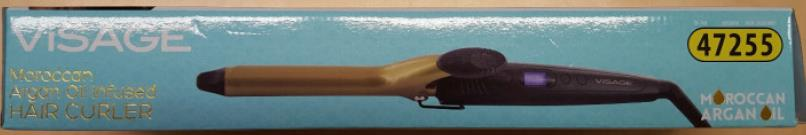 VISAGE
Moroccan
Argan Oil Infused
HAIR CURLER
VISAGE
47255
MOROCCAN
ARGAN OIL